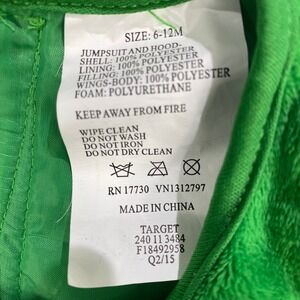 SIZE: 6-12M
JUMPSUIT AND HOOD-
SHELL: 100% POLYESTER
LINING: 100% POLYESTER
FILLING: 100% POLYESTER
WINGS-BODY: 100% POLYESTER
FOAM: POLYURETHANE
KEEP AWAY FROM FIRE
WIPE CLEAN
DO NOT WASH
DO NOT IRON
DO NOT DRY CLEAN
RN 17730 VN1312797
MADE IN CHINA
TARGET
240 11 3484
F18492958
Q2/15